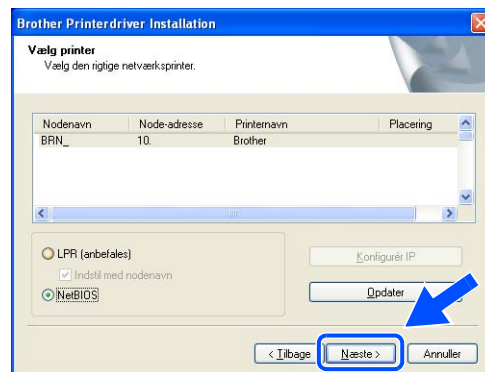 Brother Printerdriver Installation
Vælg printer
Vælg den rigtige netværksprinter.
Nodenavn Node-adresse Printernavn Placering
BRN_ 10. Brother
LPR (anbefales)
Indstil med nodenavn
NetBIOS
Konfigurér IP
Opdater
< Tilbage Næste > Annuller